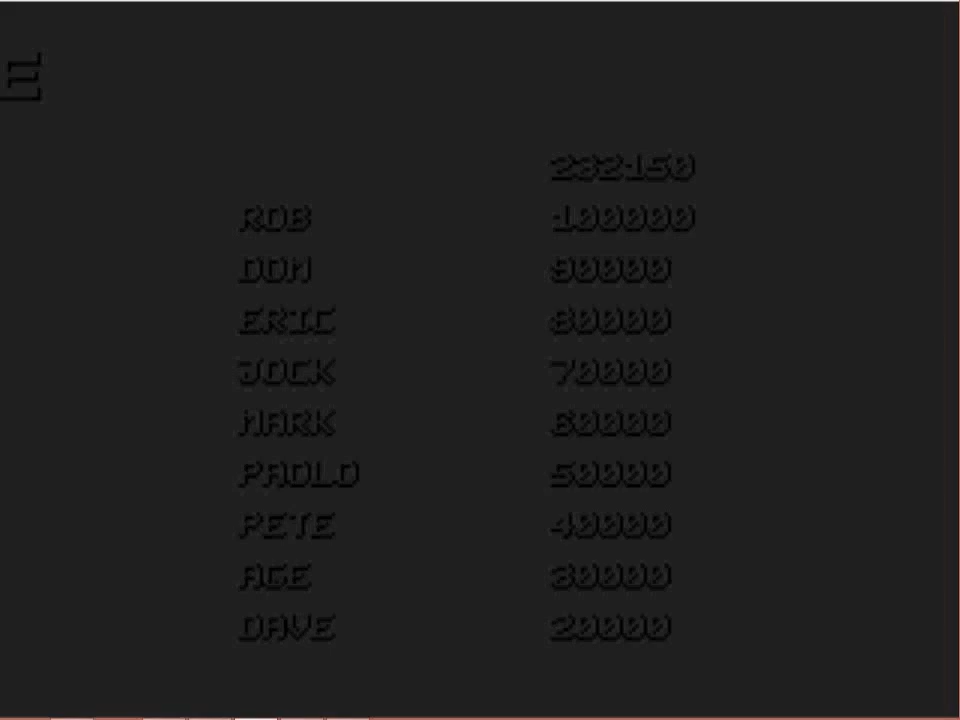 E
232150
ROB 100000
DOM 90000
ERIC 80000
JOCK 70000
MARK 60000
PAOLO 50000
PETE 40000
AGE 30000
DAVE 20000